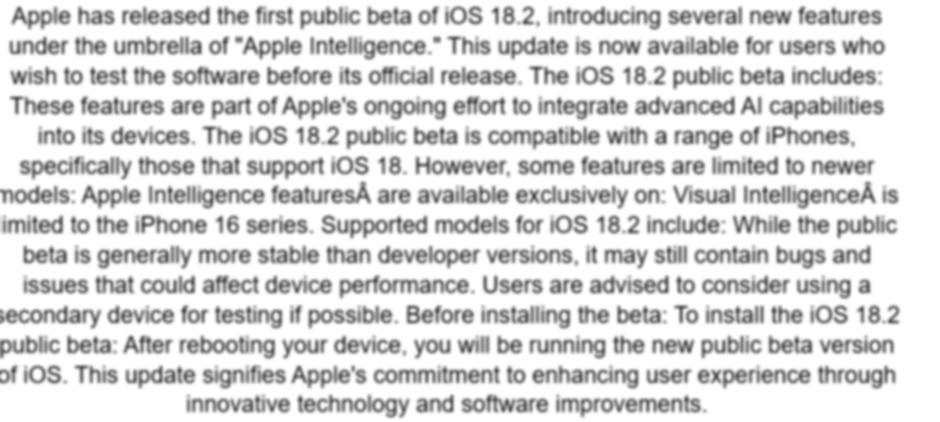 Apple has released the first public beta of iOS 18.2, introducing several new features
under the umbrella of "Apple Intelligence." This update is now available for users who
wish to test the software before its official release. The iOS 18.2 public beta includes:
These features are part of Apple's ongoing effort to integrate advanced AI capabilities
into its devices. The iOS 18.2 public beta is compatible with a range of iPhones,
specifically those that support iOS 18. However, some features are limited to newer
models: Apple Intelligence featuresÂ are available exclusively on: Visual IntelligenceÂ is
limited to the iPhone 16 series. Supported models for iOS 18.2 include: While the public
beta is generally more stable than developer versions, it may still contain bugs and
issues that could affect device performance. Users are advised to consider using a
secondary device for testing if possible. Before installing the beta: To install the iOS 18.2
public beta: After rebooting your device, you will be running the new public beta version
of iOS. This update signifies Apple's commitment to enhancing user experience through
innovative technology and software improvements.